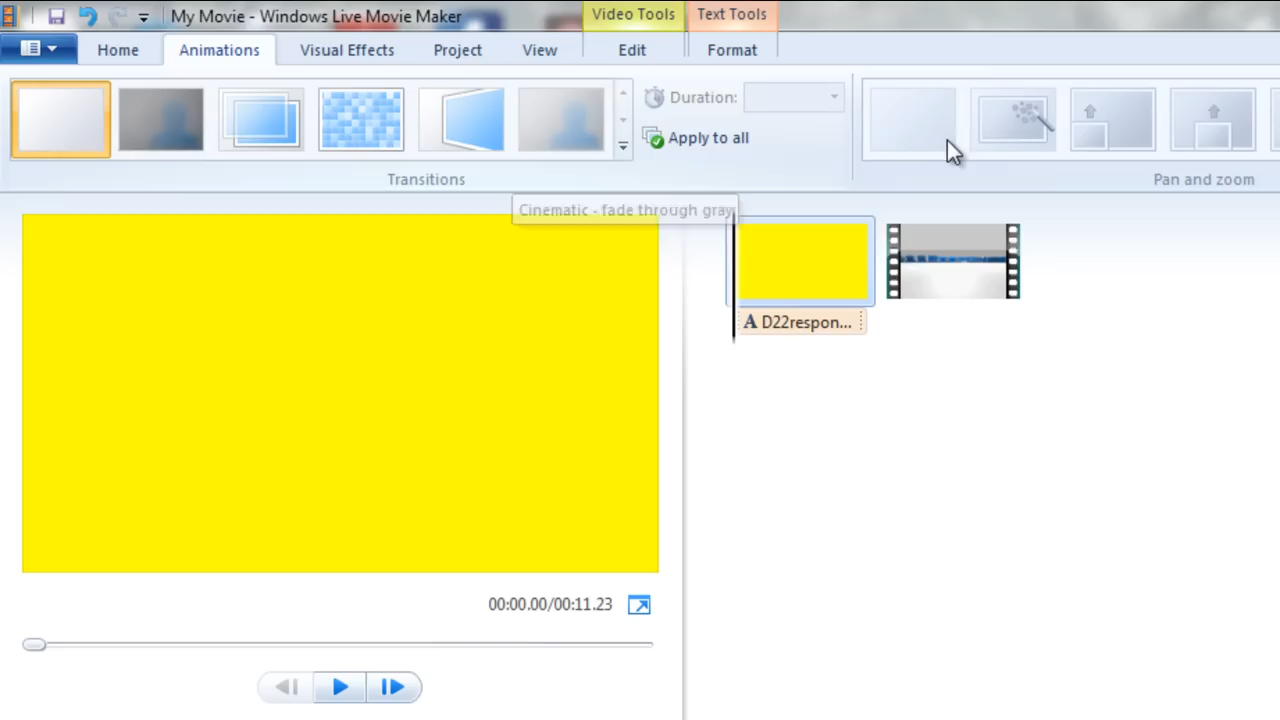 My Movie - Windows Live Movie Maker
Video Tools
Text Tools
Home
Animations
Visual Effects
Project
View
Edit
Format
Duration:
Apply to all
Transitions
Pan and zoom
Cinematic - fade through gray
A D22respon...
00:00.00/00:11.23